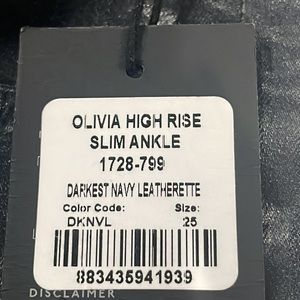 OLIVIA HIGH RISE
SLIM ANKLE
1728-799
DARKEST NAVY LEATHERETTE
Color Code: Size:
DKNVL 25
883435941939
DISCLAIMER